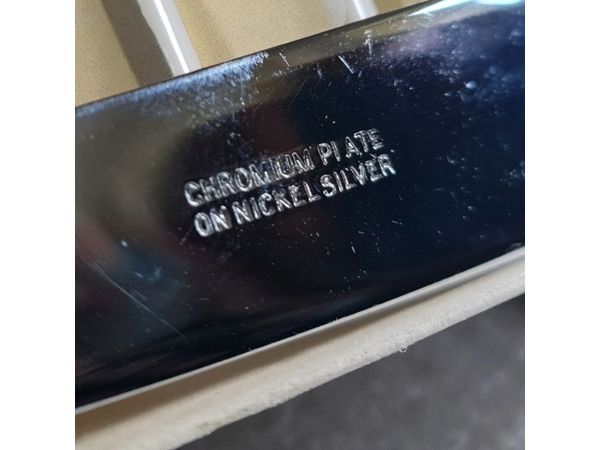 CHROMIUM PLATE
ON NICKEL SILVER